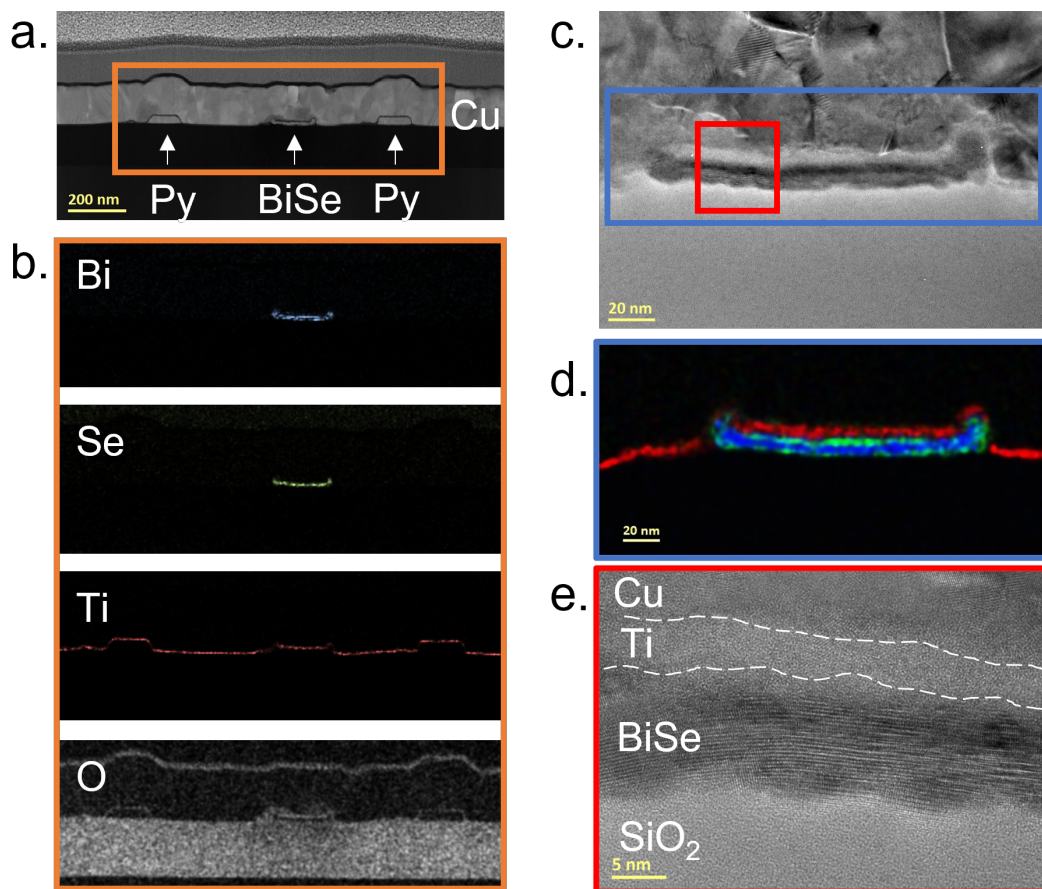 a.
Cu
200 nm
Py
BiSe
Py
b.
Bi
Se
Ti
O
c.
20 nm
d.
20 nm
e.
Cu
Ti
BiSe
SiO₂
5 nm